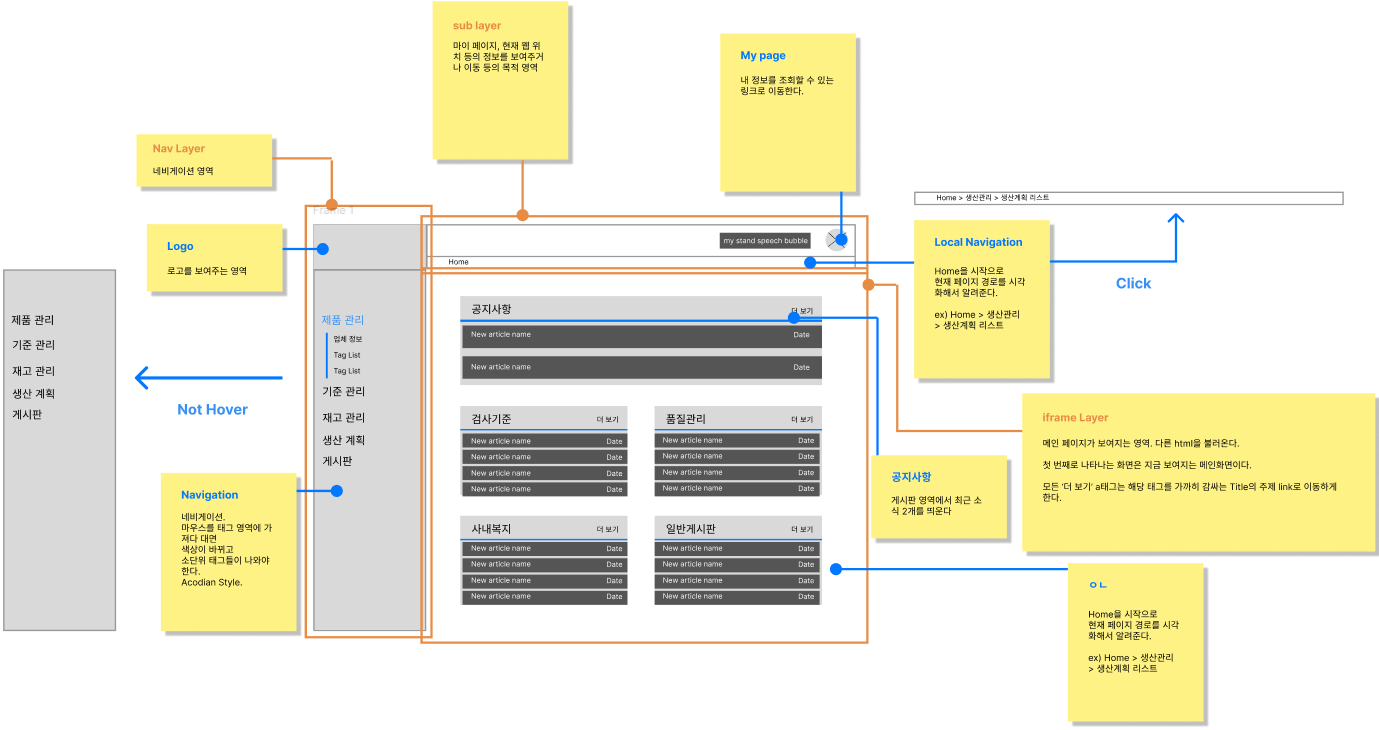 sub layer
마이 페이지, 현재 웹 위
치 등의 정보를 보여주거
나 이동 등의 목적 영역
My page
내 정보를 조회할 수 있는
링크로 이동한다.
Nav Layer
네비게이션 영역
Home > 생산관리 > 생산계획 리스트
Frame 1
Logo
로고를 보여주는 영역
my stand speech bubble
Home
Local Navigation
Home을 시작으로
현재 페이지 경로를 시각
화해서 알려준다.
ex) Home > 생산관리
> 생산계획 리스트
Click
제품 관리
기준 관리
재고 관리
생산 계획
게시판
Not Hover
제품 관리
업체 정보
Tag List
Tag List
기준 관리
재고 관리
생산 계획
게시판
공지사항
더 보기
New article name
Date
New article name
Date
검사기준
더 보기
New article name
Date
New article name
Date
New article name
Date
New article name
Date
품질관리
더 보기
New article name
Date
New article name
Date
New article name
Date
New article name
Date
사내복지
더 보기
New article name
Date
New article name
Date
New article name
Date
New article name
Date
일반게시판
더 보기
New article name
Date
New article name
Date
New article name
Date
New article name
Date
iframe Layer
메인 페이지가 보여지는 영역. 다른 html을 불러온다.
첫 번째로 나타나는 화면은 지금 보여지는 메인화면이다.
모든 '더 보기' a태그는 해당 태그를 가까히 감싸는 Title의 주제 link로 이동하게
한다.
공지사항
게시판 영역에서 최근 소
식 2개를 띄운다
Navigation
네비게이션.
마우스를 태그 영역에 가
져다 대면
색상이 바뀌고
소단위 태그들이 나와야
한다.
Acodian Style.
ㅇㄴ
Home을 시작으로
현재 페이지 경로를 시각
화해서 알려준다.
ex) Home > 생산관리
> 생산계획 리스트